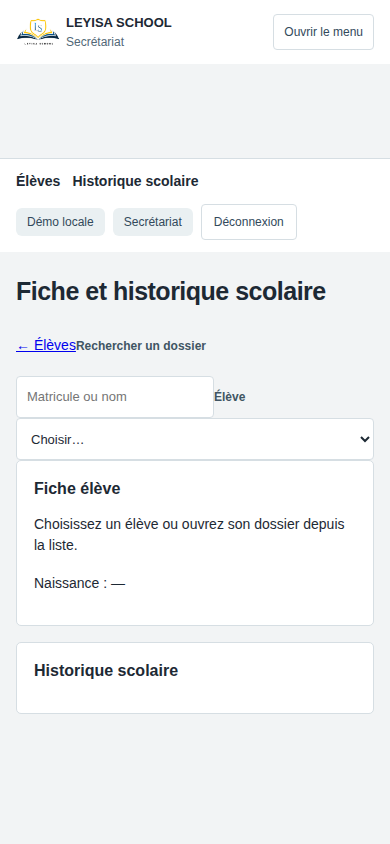 LEYISA SCHOOL
Secrétariat
Ouvrir le menu
LEYISA SCHOOL
Élèves Historique scolaire
Démo locale Secrétariat Déconnexion
Fiche et historique scolaire
← Élèves Rechercher un dossier
Matricule ou nom Élève
Choisir…
Fiche élève
Choisissez un élève ou ouvrez son dossier depuis
la liste.
Naissance : —
Historique scolaire